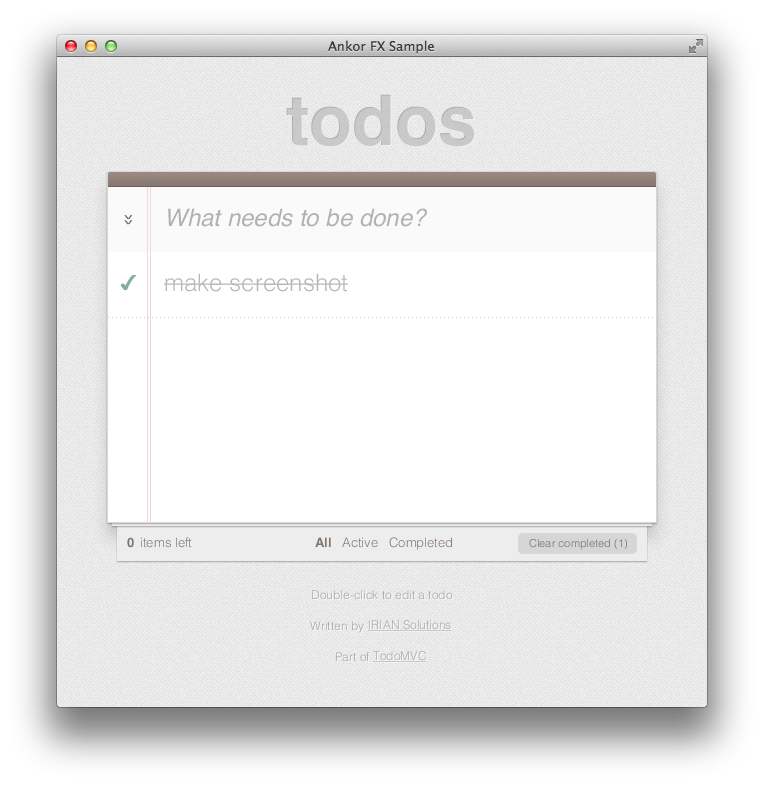 Ankor FX Sample
todos
What needs to be done?
make screenshot
0 items left All Active Completed Clear completed (1)
Double-click to edit a todo
Written by IRIAN Solutions
Part of TodoMVC